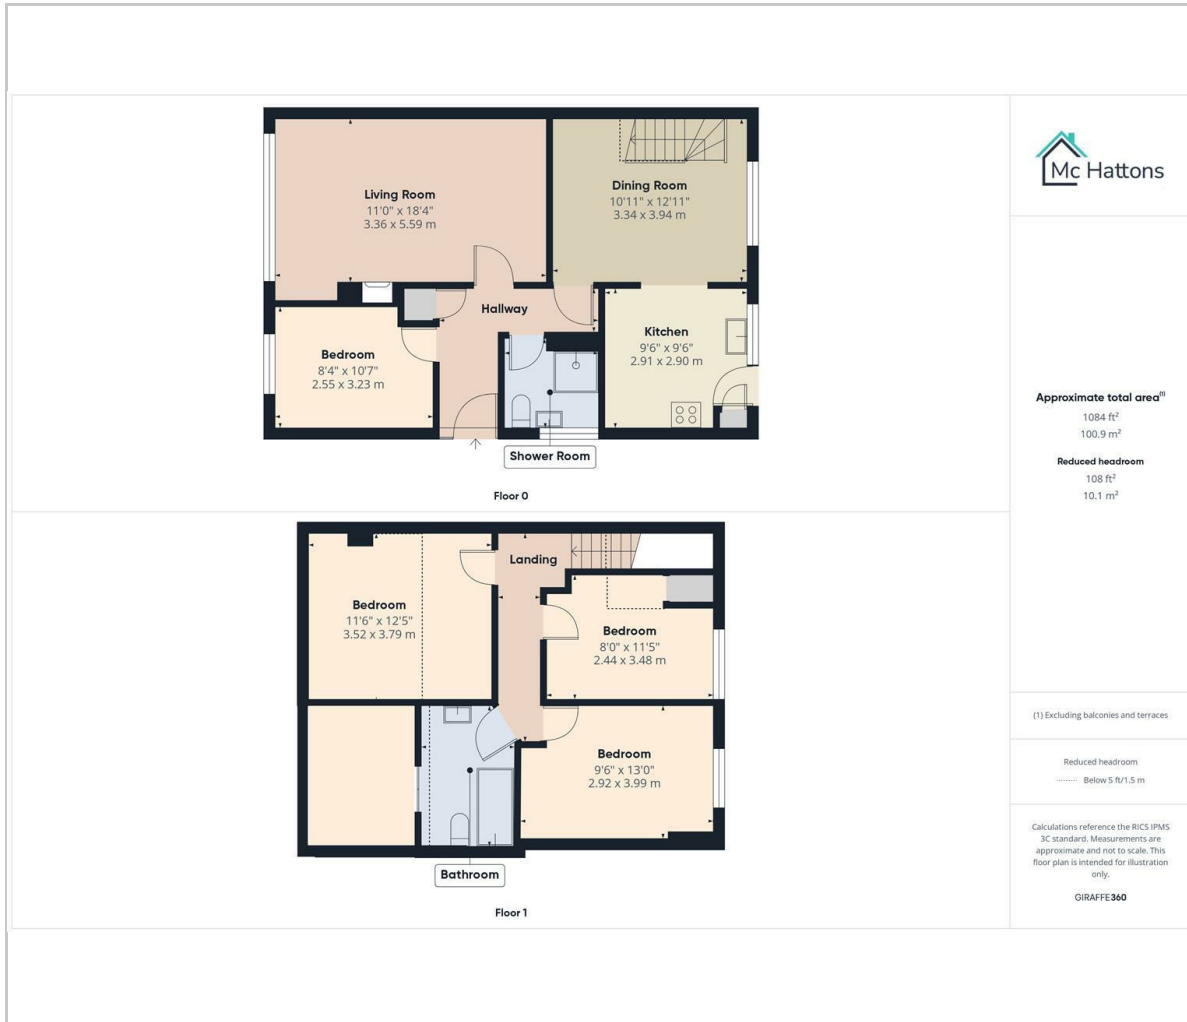 Living Room
11'0" x 18'4"
3.36 x 5.59 m
Dining Room
10'11" x 12'11"
3.34 x 3.94 m
Hallway
Kitchen
9'6" x 9'6"
2.91 x 2.90 m
Bedroom
8'4" x 10'7"
2.55 x 3.23 m
Shower Room
Floor 0
Landing
Bedroom
11'6" x 12'5"
3.52 x 3.79 m
Bedroom
8'0" x 11'5"
2.44 x 3.48 m
Bedroom
9'6" x 13'0"
2.92 x 3.99 m
Bathroom
Floor 1
Mc Hattons
Approximate total area(1)
1084 ft²
100.9 m²
Reduced headroom
108 ft²
10.1 m²
(1) Excluding balconies and terraces
Reduced headroom
Below 5 ft/1.5 m
Calculations reference the RICS IPMS
3C standard. Measurements are
approximate and not to scale. This
floor plan is intended for illustration
only.
GIRAFFE360